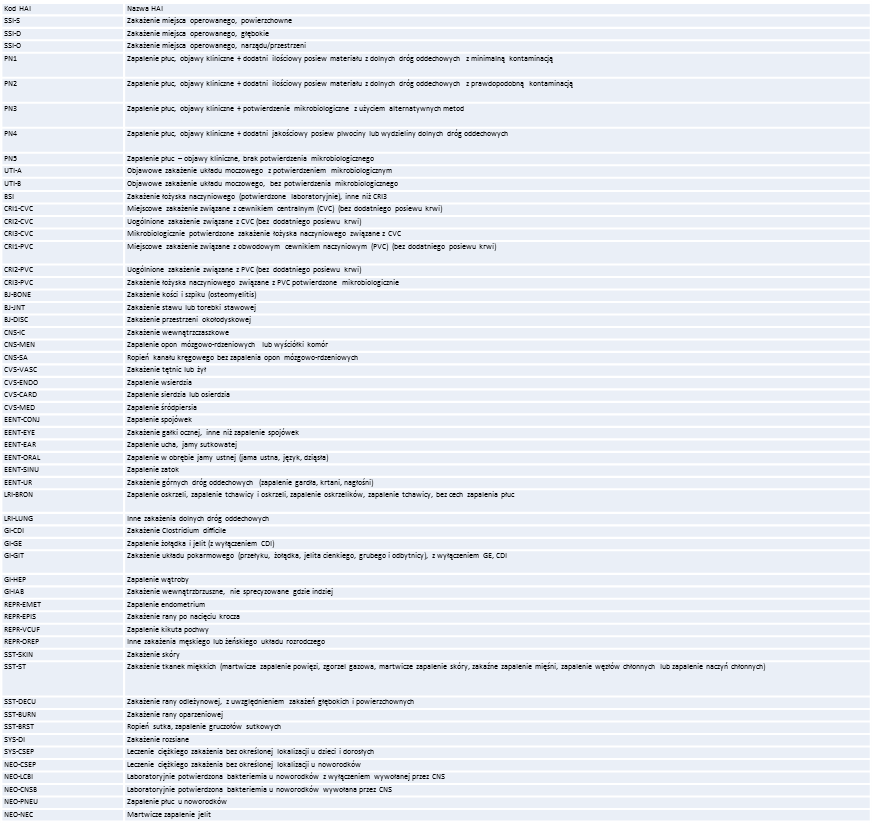 Kod HAI Nazwa HAI
SSI-S Zakażenie miejsca operowanego, powierzchowne
SSI-D Zakażenie miejsca operowanego, głębokie
SSI-O Zakażenie miejsca operowanego, narządu/przestrzeni
PN1 Zapalenie płuc, objawy kliniczne + dodatni ilościowy posiew materiału z dolnych dróg oddechowych z minimalną kontaminacją
PN2 Zapalenie płuc, objawy kliniczne + dodatni ilościowy posiew materiału z dolnych dróg oddechowych z prawdopodobną kontaminacją
PN3 Zapalenie płuc, objawy kliniczne + potwierdzenie mikrobiologiczne z użyciem alternatywnych metod
PN4 Zapalenie płuc, objawy kliniczne + dodatni jakościowy posiew plwociny lub wydzieliny dolnych dróg oddechowych
PN5 Zapalenie płuc – objawy kliniczne, brak potwierdzenia mikrobiologicznego
UTI-A Objawowe zakażenie układu moczowego z potwierdzeniem mikrobiologicznym
UTI-B Objawowe zakażenie układu moczowego, bez potwierdzenia mikrobiologicznego
BSI Zakażenie łożyska naczyniowego (potwierdzone laboratoryjnie), inne niż CRI3
CRI1-CVC Miejscowe zakażenie związane z cewnikiem centralnym (CVC) (bez dodatniego posiewu krwi)
CRI2-CVC Uogólnione zakażenie związane z CVC (bez dodatniego posiewu krwi)
CRI3-CVC Mikrobiologicznie potwierdzone zakażenie łożyska naczyniowego związane z CVC
CRI1-PVC Miejscowe zakażenie związane z obwodowym cewnikiem naczyniowym (PVC) (bez dodatniego posiewu krwi)
CRI2-PVC Uogólnione zakażenie związane z PVC (bez dodatniego posiewu krwi)
CRI3-PVC Zakażenie łożyska naczyniowego związane z PVC potwierdzone mikrobiologicznie
BJ-BONE Zakażenie kości i szpiku (osteomyelitis)
BJ-JNT Zakażenie stawu lub torebki stawowej
BJ-DISC Zakażenie przestrzeni okołodyskowej
CNS-IC Zakażenie wewnątrzczaszkowe
CNS-MEN Zapalenie opon mózgowo-rdzeniowych lub wyściółki komór
CNS-SA Ropień kanału kręgowego bez zapalenia opon mózgowo-rdzeniowych
CVS-VASC Zakażenie tętnic lub żył
CVS-ENDO Zapalenie wsierdzia
CVS-CARD Zapalenie sierdzia lub osierdzia
CVS-MED Zapalenie śródpiersia
EENT-CONJ Zapalenie spojówek
EENT-EYE Zakażenie gałki ocznej, inne niż zapalenie spojówek
EENT-EAR Zapalenie ucha, jamy sutkowatej
EENT-ORAL Zapalenie w obrębie jamy ustnej (jama ustna, język, dziąsła)
EENT-SINU Zapalenie zatok
EENT-UR Zakażenie górnych dróg oddechowych (zapalenie gardła, krtani, nagłośni)
LRI-BRON Zapalenie oskrzeli, zapalenie tchawicy i oskrzeli, zapalenie oskrzelików, zapalenie tchawicy, bez cech zapalenia płuc
LRI-LUNG Inne zakażenia dolnych dróg oddechowych
GI-CDI Zakażenie Clostridium difficile
GI-GE Zapalenie żołądka i jelit (z wyłączeniem CDI)
GI-GIT Zakażenie układu pokarmowego (przełyku, żołądka, jelita cienkiego, grubego i odbytnicy), z wyłączeniem GE, CDI
GI-HEP Zapalenie wątroby
GI-IAB Zakażenie wewnątrzbrzuszne, nie sprecyzowane gdzie indziej
REPR-EMET Zapalenie endometrium
REPR-EPIS Zakażenie rany po nacięciu krocza
REPR-VCUF Zapalenie kikuta pochwy
REPR-OREP Inne zakażenia męskiego lub żeńskiego układu rozrodczego
SST-SKIN Zakażenie skóry
SST-ST Zakażenie tkanek miękkich (martwicze zapalenie powięzi, zgorzel gazowa, martwicze zapalenie skóry, zakaźne zapalenie mięśni, zapalenie węzłów chłonnych lub zapalenie naczyń chłonnych)
SST-DECU Zakażenie rany odleżynowej, z uwzględnieniem zakażeń głębokich i powierzchownych
SST-BURN Zakażenie rany oparzeniowej
SST-BRST Ropień sutka, zapalenie gruczołów sutkowych
SYS-DI Zakażenie rozsiane
SYS-CSEP Leczenie ciężkiego zakażenia bez określonej lokalizacji u dzieci i dorosłych
NEO-CSEP Leczenie ciężkiego zakażenia bez określonej lokalizacji u noworodków
NEO-LCBI Laboratoryjnie potwierdzona bakteriemia u noworodków z wyłączeniem wywołanej przez CNS
NEO-CNSB Laboratoryjnie potwierdzona bakteriemia u noworodków wywołana przez CNS
NEO-PNEU Zapalenie płuc u noworodków
NEO-NEC Martwicze zapalenie jelit